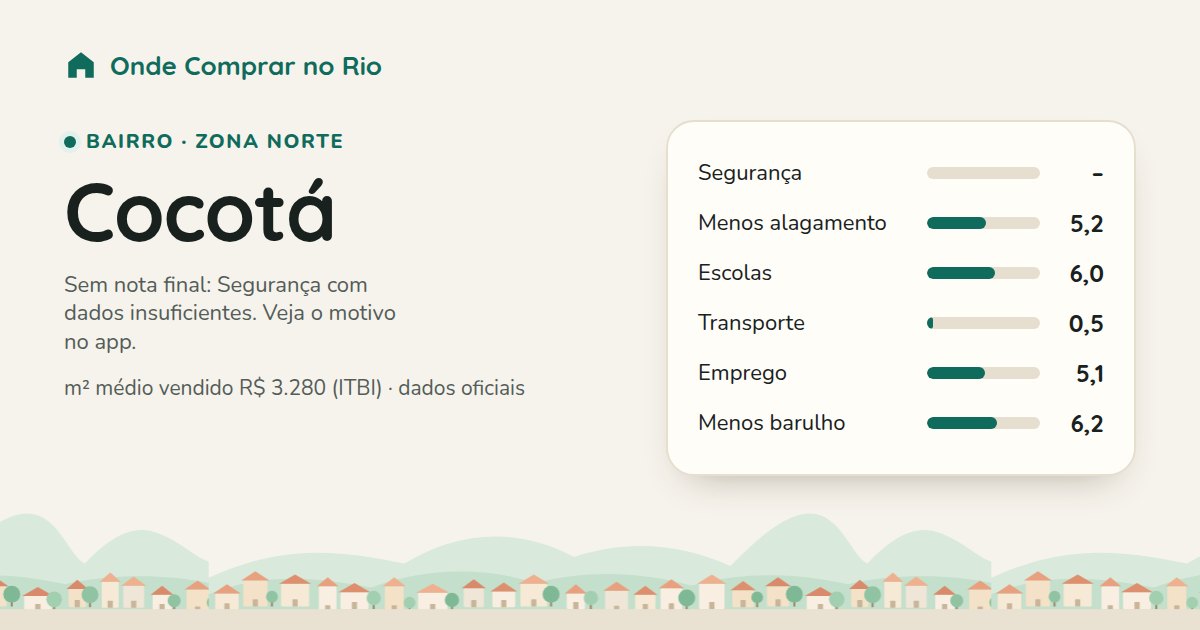 Onde Comprar no Rio
BAIRRO · ZONA NORTE
Cocotá
Sem nota final: Segurança com
dados insuficientes. Veja o motivo
no app.
m² médio vendido R$ 3.280 (ITBI) · dados oficiais
Segurança –
Menos alagamento 5,2
Escolas 6,0
Transporte 0,5
Emprego 5,1
Menos barulho 6,2